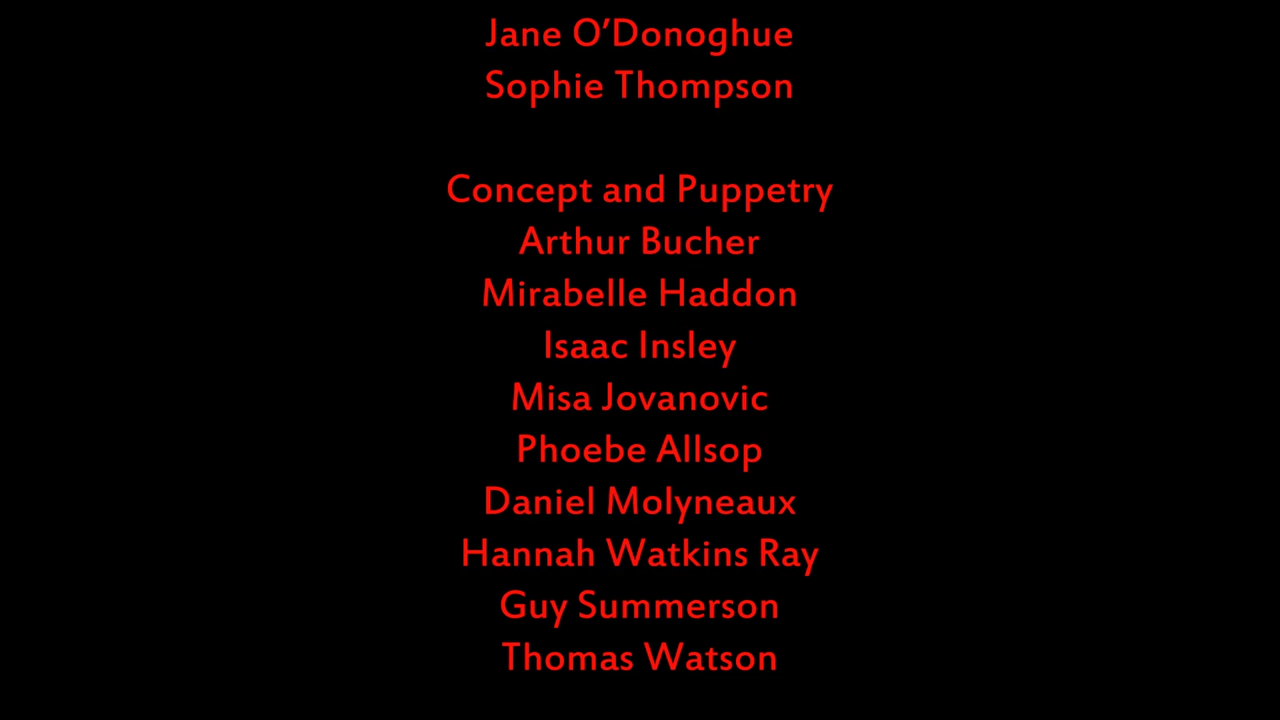 Jane O’Donoghue
Sophie Thompson
Concept and Puppetry
Arthur Bucher
Mirabelle Haddon
Isaac Insley
Misa Jovanovic
Phoebe Allsop
Daniel Molyneaux
Hannah Watkins Ray
Guy Summerson
Thomas Watson